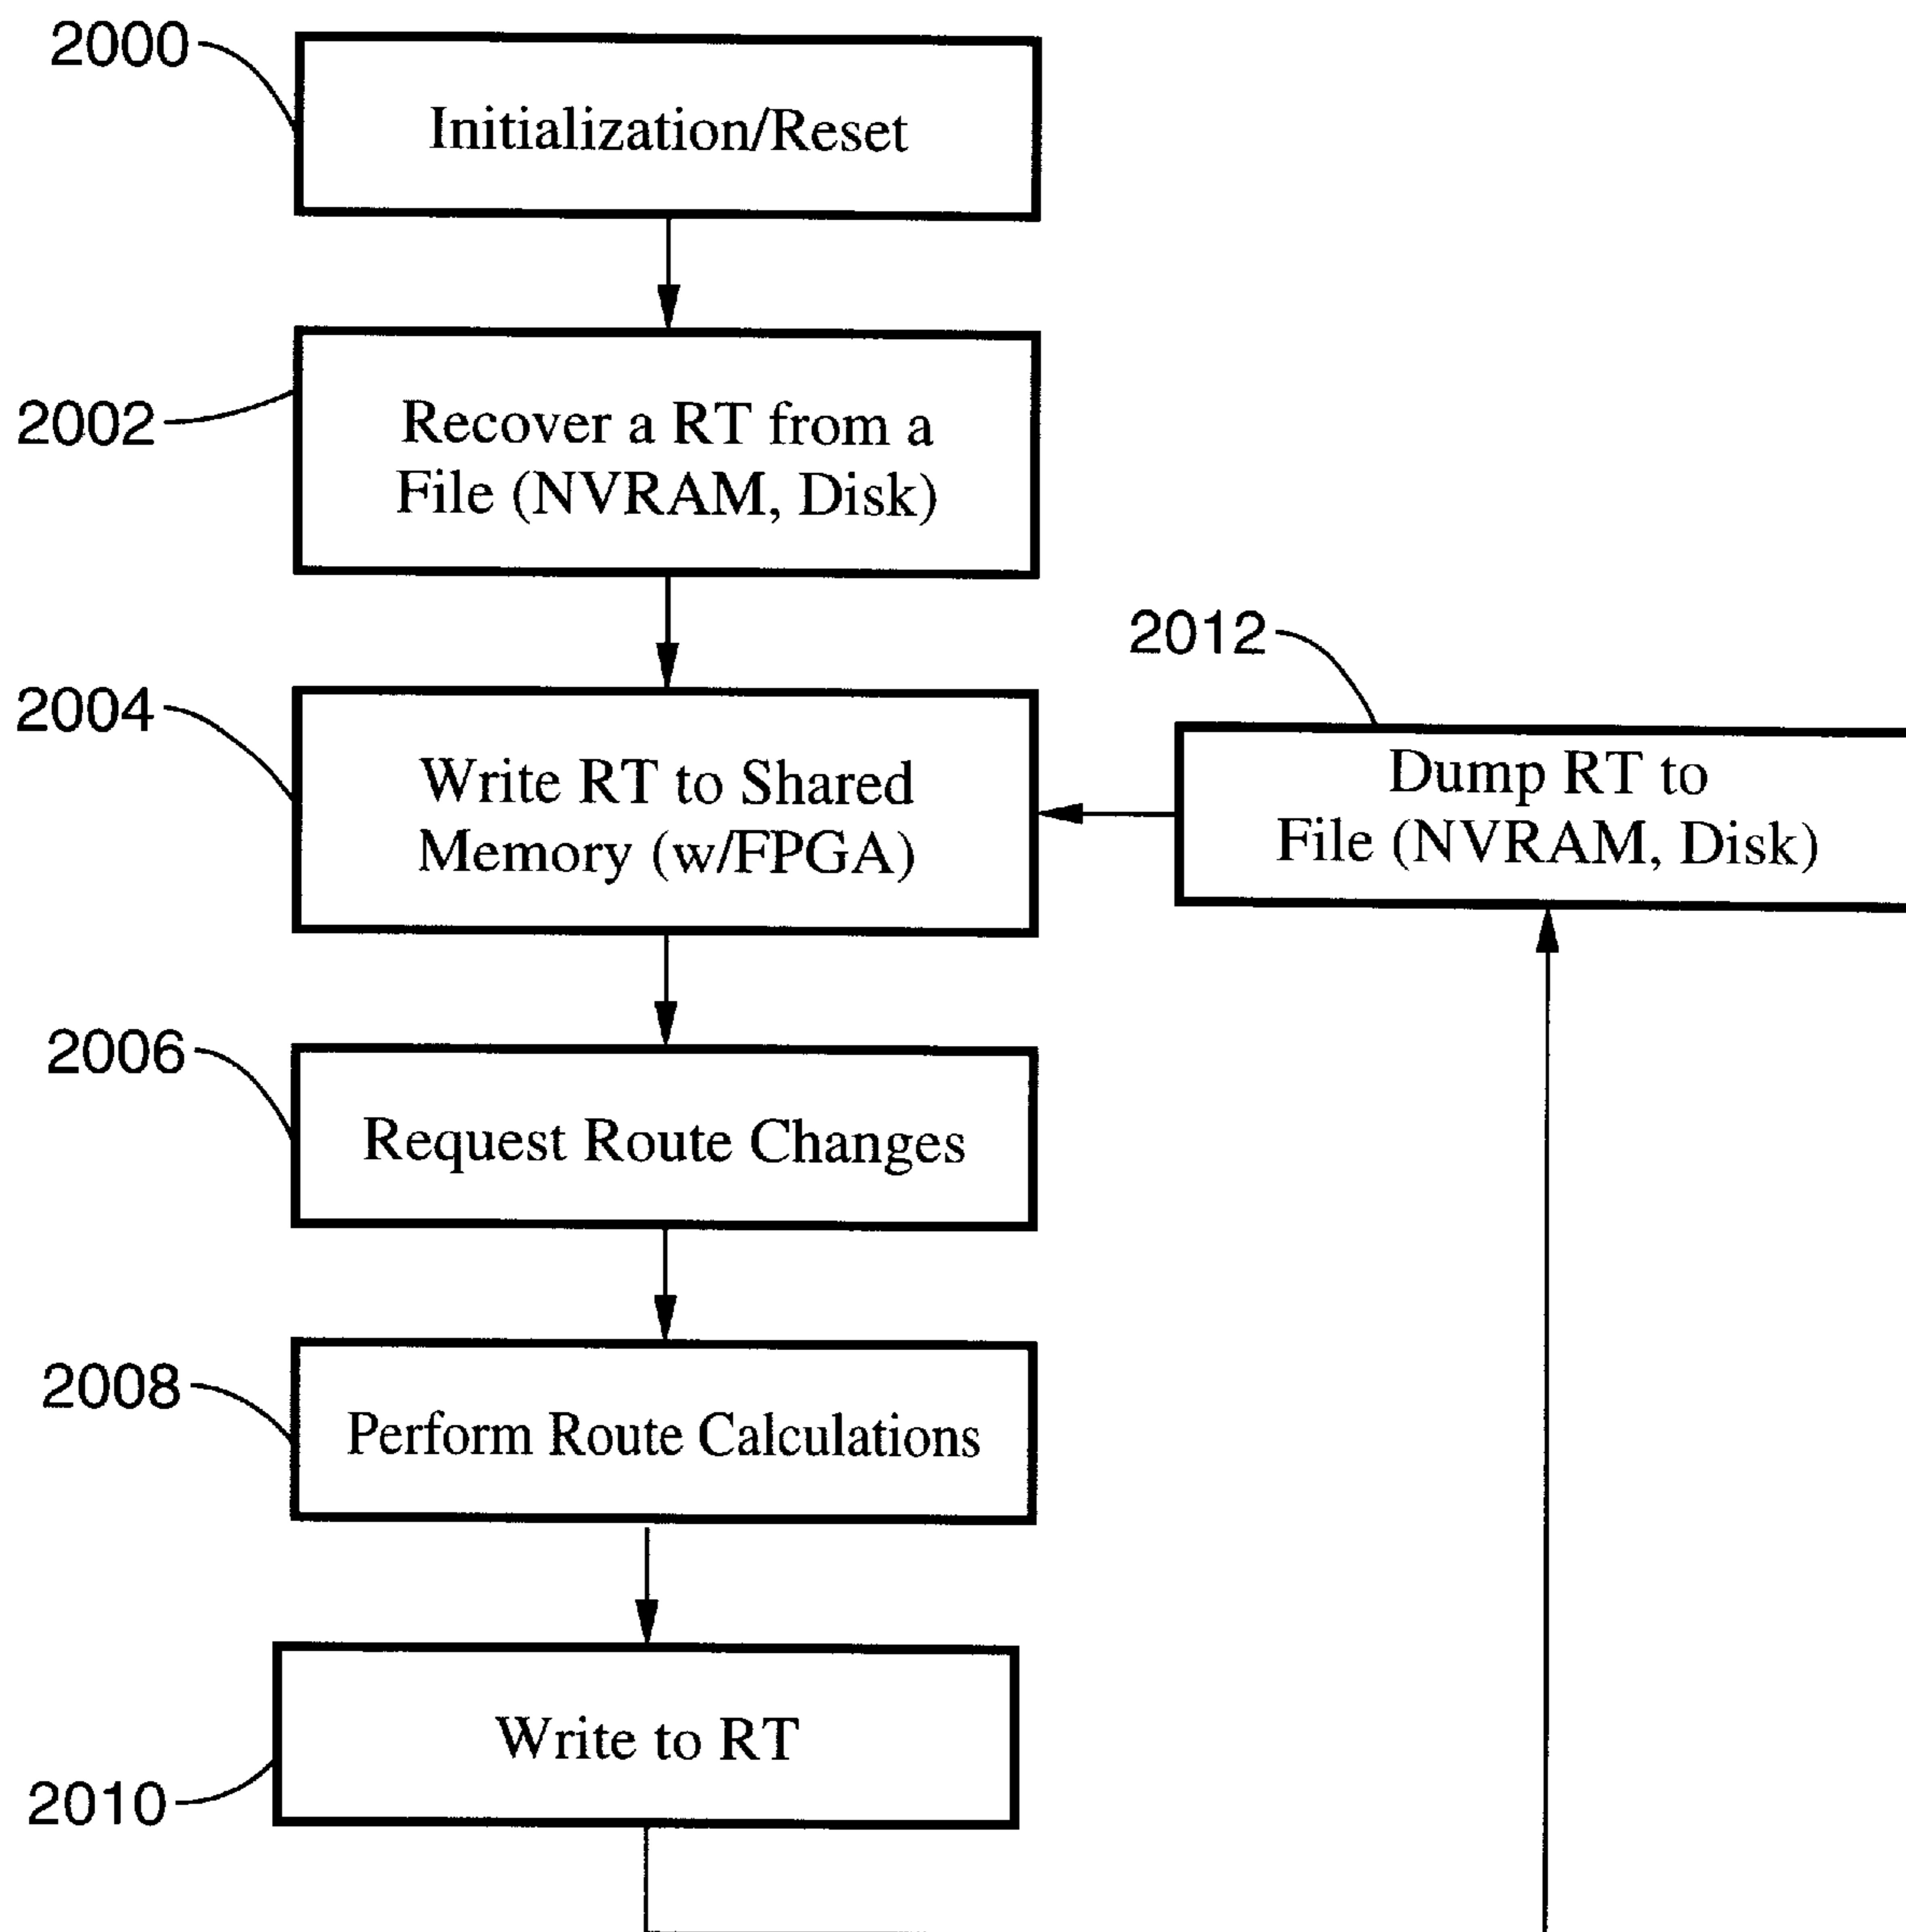 2000
Initialization/Reset
2002
Recover a RT from a
File (NVRAM, Disk)
2004
Write RT to Shared
Memory (w/FPGA)
2012
Dump RT to
File (NVRAM, Disk)
2006
Request Route Changes
2008
Perform Route Calculations
2010
Write to RT